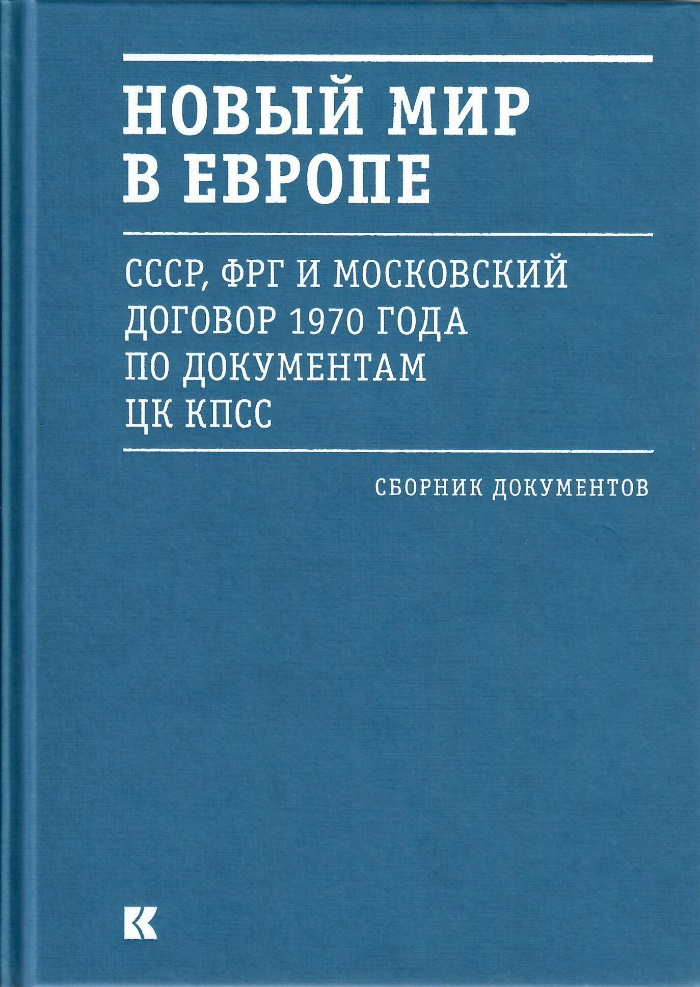 НОВЫЙ МИР
В ЕВРОПЕ
СССР, ФРГ И МОСКОВСКИЙ
ДОГОВОР 1970 ГОДА
ПО ДОКУМЕНТАМ
ЦК КПСС
СБОРНИК ДОКУМЕНТОВ